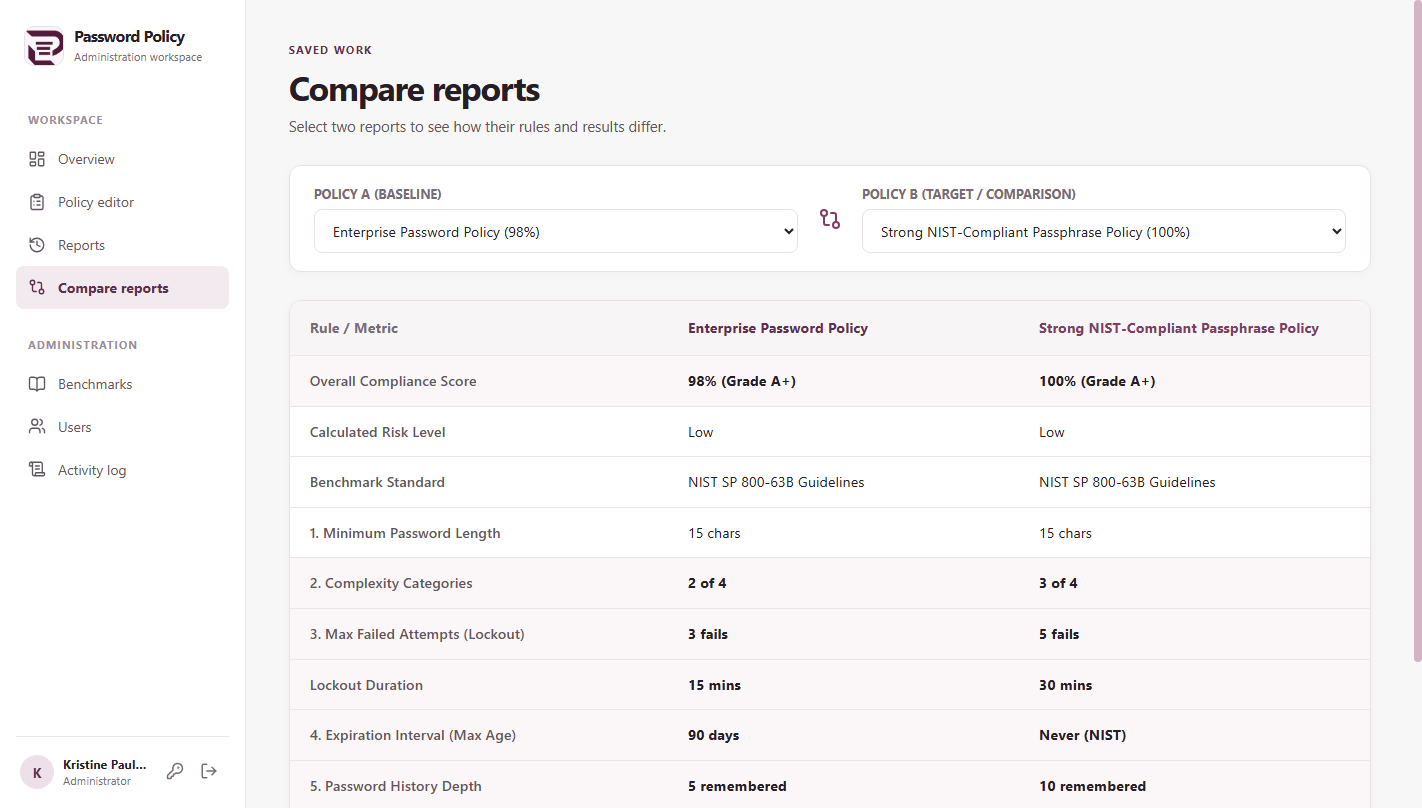 Password Policy
Administration workspace
WORKSPACE
Overview
Policy editor
Reports
Compare reports
ADMINISTRATION
Benchmarks
Users
Activity log
K
Kristine Paul...
Administrator
SAVED WORK
Compare reports
Select two reports to see how their rules and results differ.
POLICY A (BASELINE)
Enterprise Password Policy (98%)
POLICY B (TARGET / COMPARISON)
Strong NIST-Compliant Passphrase Policy (100%)
Rule / Metric Enterprise Password Policy Strong NIST-Compliant Passphrase Policy
Overall Compliance Score 98% (Grade A+) 100% (Grade A+)
Calculated Risk Level Low Low
Benchmark Standard NIST SP 800-63B Guidelines NIST SP 800-63B Guidelines
1. Minimum Password Length 15 chars 15 chars
2. Complexity Categories 2 of 4 3 of 4
3. Max Failed Attempts (Lockout) 3 fails 5 fails
Lockout Duration 15 mins 30 mins
4. Expiration Interval (Max Age) 90 days Never (NIST)
5. Password History Depth 5 remembered 10 remembered